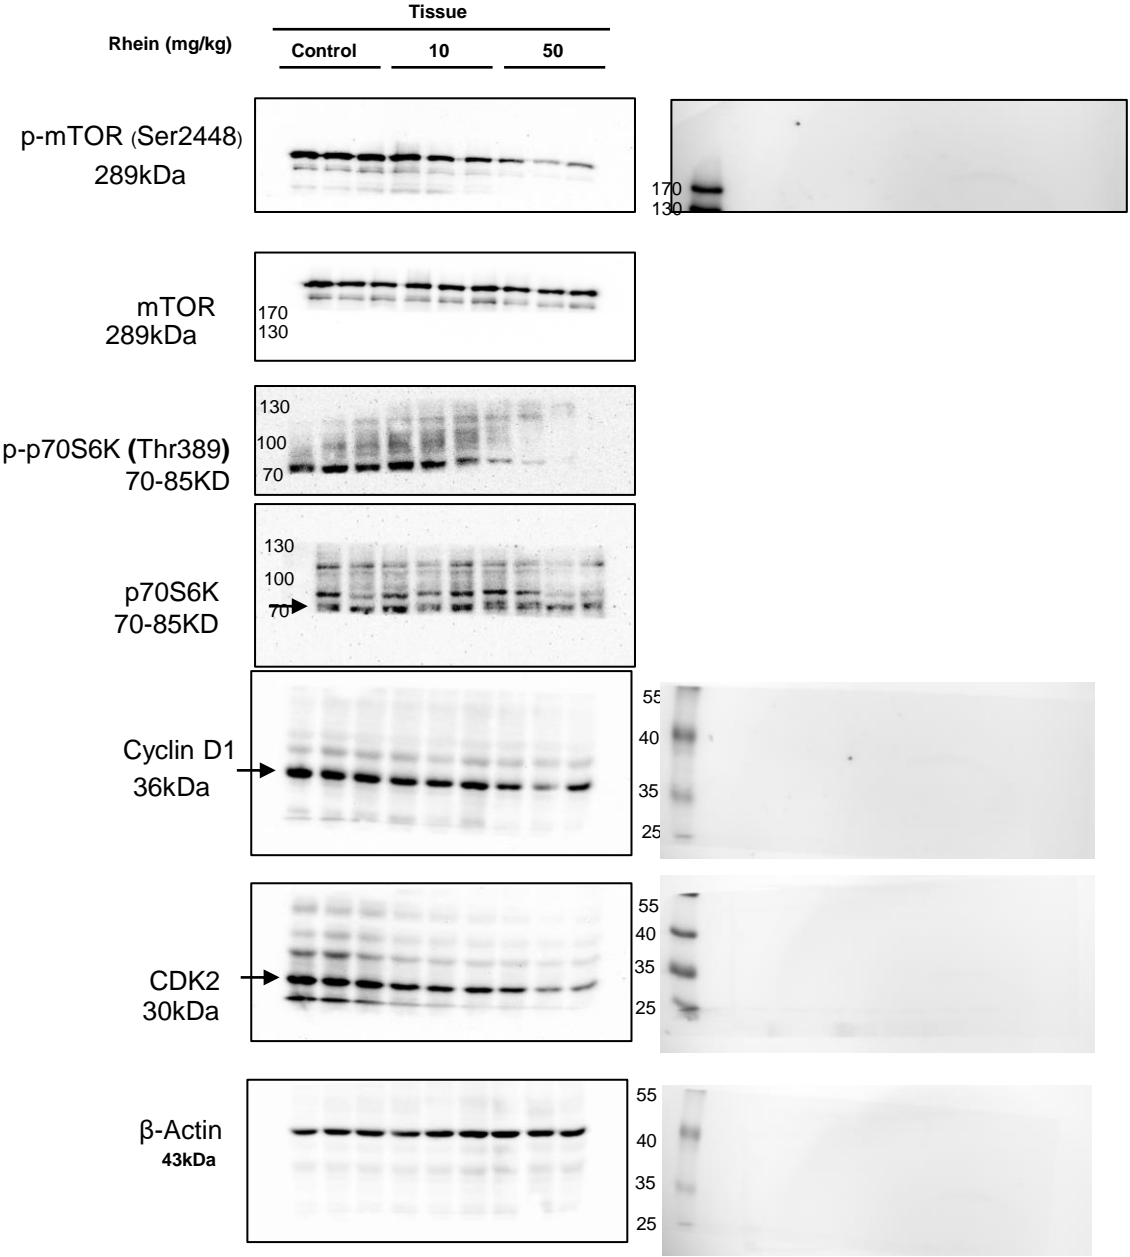 Tissue
Rhein (mg/kg)
Control 10 50
p-mTOR (Ser2448)
289kDa
170
130
mTOR
289kDa
170
130
p-p70S6K (Thr389)
70-85KD
130
100
70
p70S6K
70-85KD
130
100
70
Cyclin D1
36kDa
55
40
35
25
CDK2
30kDa
55
40
35
25
β-Actin
43kDa
55
40
35
25